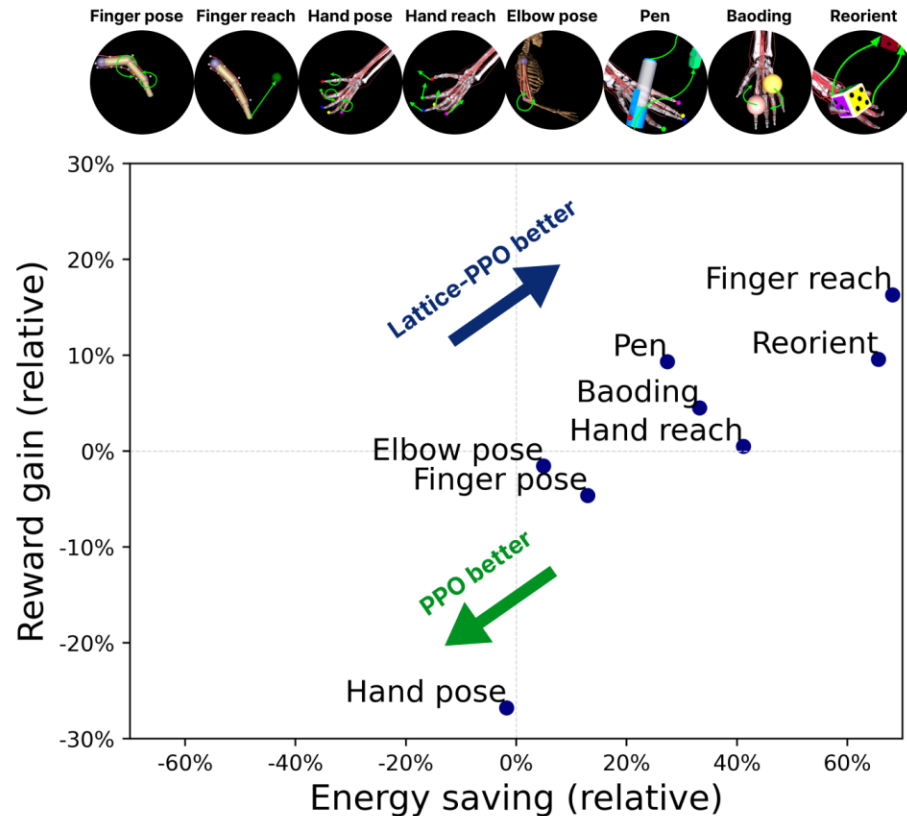 Finger pose
Finger reach
Hand pose
Hand reach
Elbow pose
Pen
Baoding
Reorient
30%
20%
10%
0%
-10%
-20%
-30%
Reward gain (relative)
Lattice-PPO better
Finger reach
Pen
Reorient
Baoding
Hand reach
Elbow pose
Finger pose
PPO better
Hand pose
-60%
-40%
-20%
0%
20%
40%
60%
Energy saving (relative)